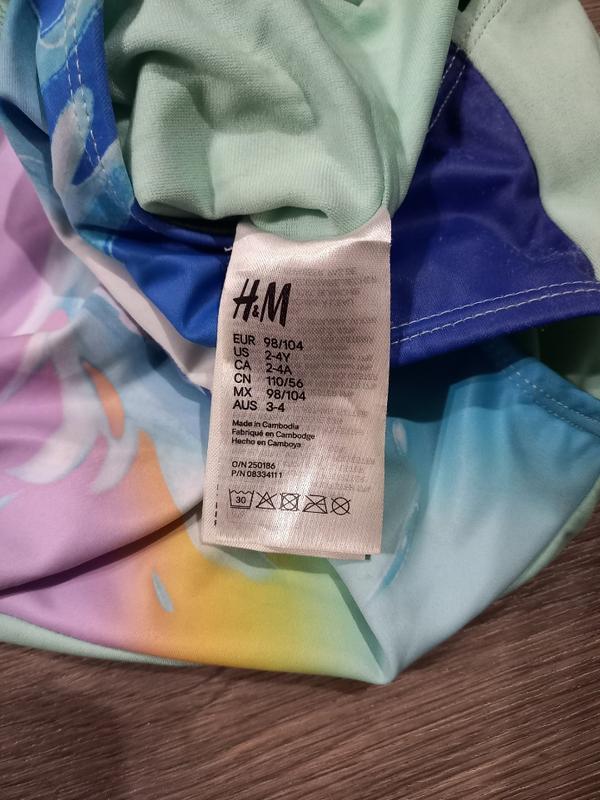 H&M
EUR 98/104
US 2-4Y
CA 2-4A
CN 110/56
MX 98/104
AUS 3-4
Made in Cambodia
Fabriqué en Cambodge
Hecho en Camboya
O/N 250186
P/N 08334111
30